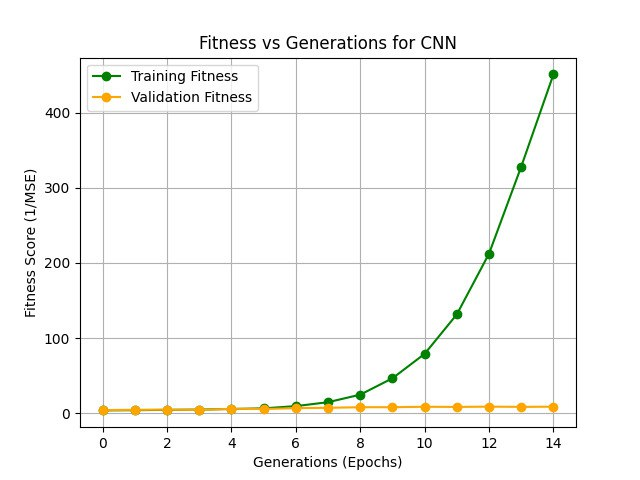 Fitness vs Generations for CNN
Training Fitness
Validation Fitness
Fitness Score (1/MSE)
400
300
200
100
0
0 2 4 6 8 10 12 14
Generations (Epochs)